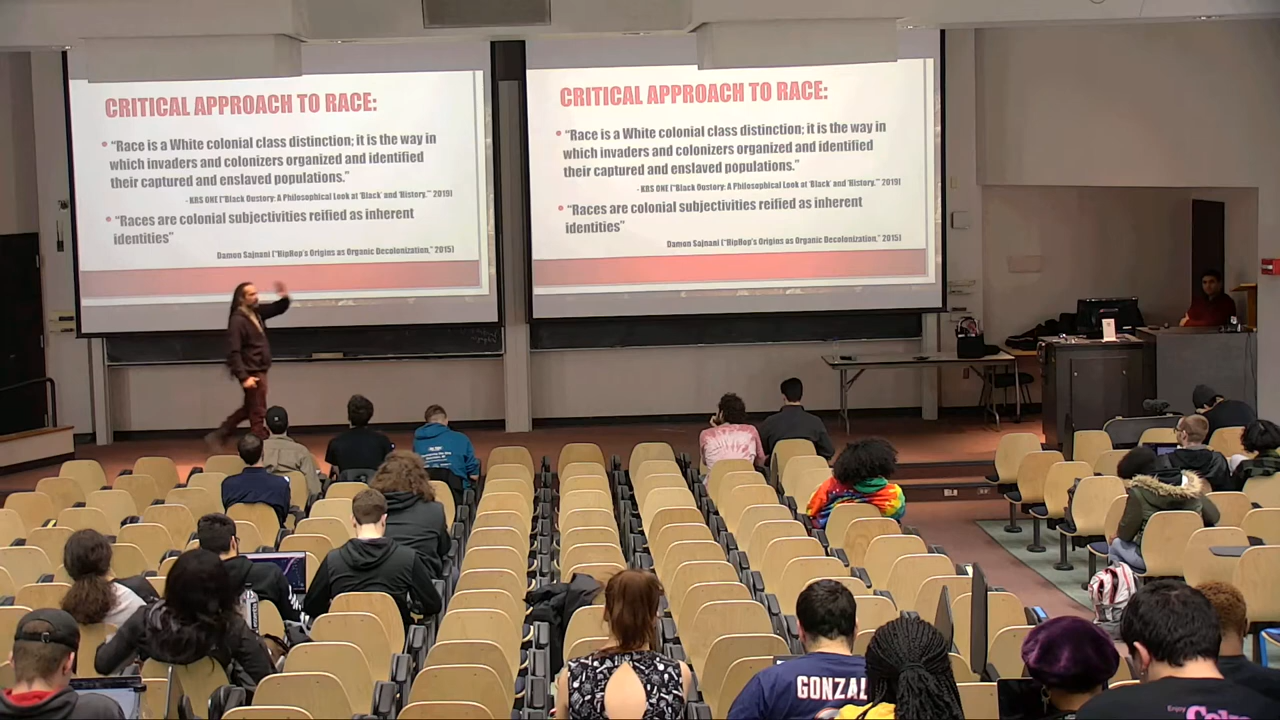 CRITICAL APPROACH TO RACE:
• “Race is a White colonial class distinction; it is the way in
which invaders and colonizers organized and identified
their captured and enslaved populations.”
- KRS ONE (“Black Oustory: A Philosophical Look at ‘Black’ and ‘History,’” 2019)
• “Races are colonial subjectivities reified as inherent
identities”
Damon Sajnani (“HipHop’s Origins as Organic Decolonization,” 2015)
CRITICAL APPROACH TO RACE:
• “Race is a White colonial class distinction; it is the way in
which invaders and colonizers organized and identified
their captured and enslaved populations.”
- KRS ONE (“Black Oustory: A Philosophical Look at ‘Black’ and ‘History,’” 2019)
• “Races are colonial subjectivities reified as inherent
identities”
Damon Sajnani (“HipHop’s Origins as Organic Decolonization,” 2015)
GONZAL
Enjoy